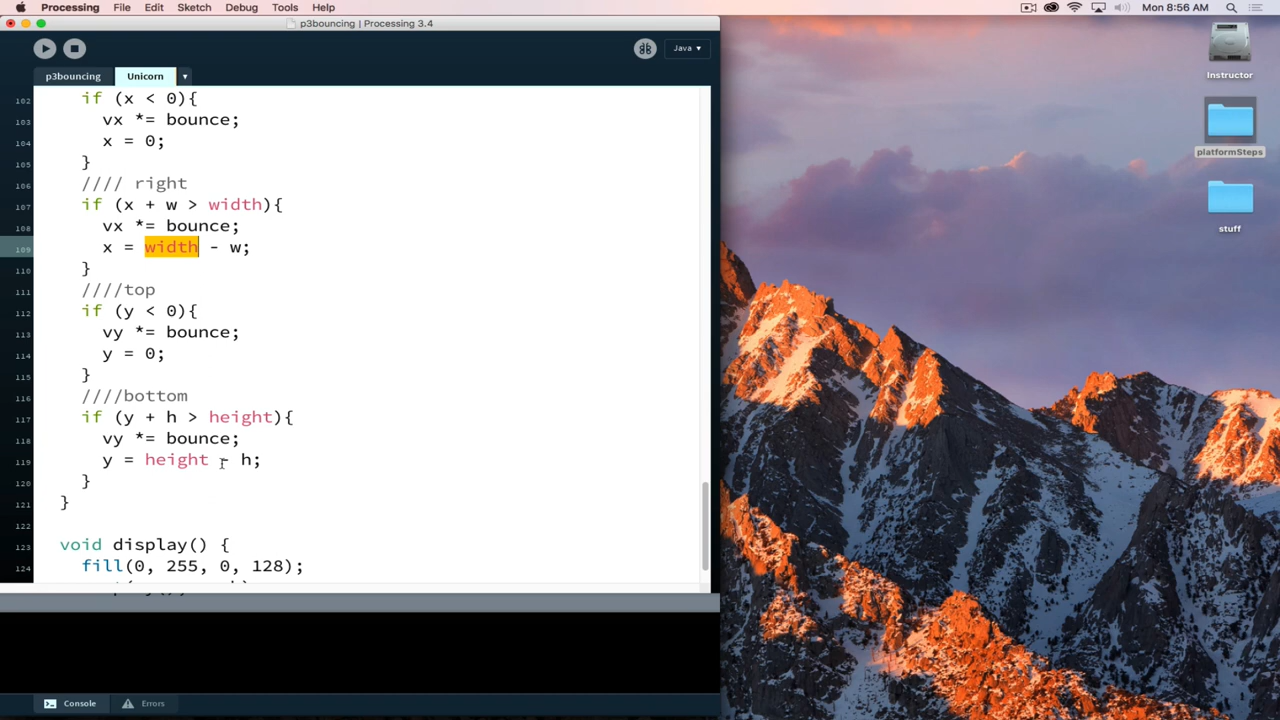 Processing File Edit Sketch Debug Tools Help Mon 8:56 AM
p3bouncing | Processing 3.4
Java ▾
p3bouncing Unicorn ▾
102 if (x < 0){
103 vx *= bounce;
104 x = 0;
105 }
106 //// right
107 if (x + w > width){
108 vx *= bounce;
109 x = width - w;
110 }
111 ////top
112 if (y < 0){
113 vy *= bounce;
114 y = 0;
115 }
116 ////bottom
117 if (y + h > height){
118 vy *= bounce;
119 y = height - h;
120 }
121 }
122
123 void display() {
124 fill(0, 255, 0, 128);
Console Errors
Instructor
platformSteps
stuff